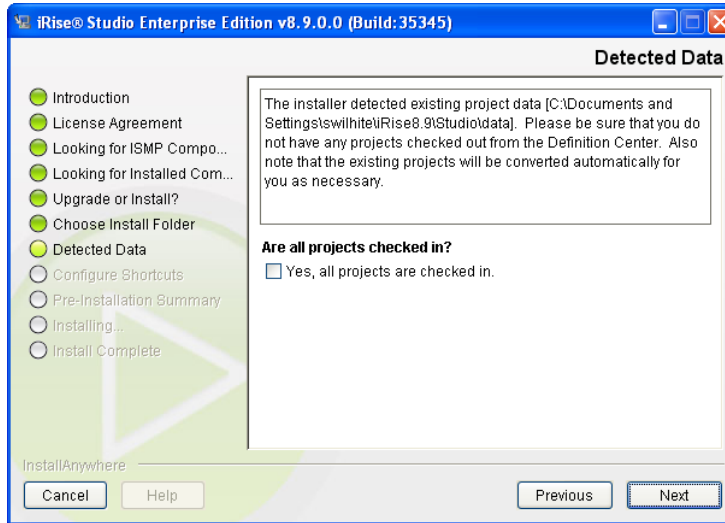 iRise® Studio Enterprise Edition v8.9.0.0 (Build:35345)
Detected Data
Introduction
License Agreement
Looking for ISMP Compo...
Looking for Installed Com...
Upgrade or Install?
Choose Install Folder
Detected Data
Configure Shortcuts
Pre-Installation Summary
Installing...
Install Complete
The installer detected existing project data [C:\Documents and
Settings\swilhite\iRise8.9\Studio\data].  Please be sure that you do
not have any projects checked out from the Definition Center.  Also
note that the existing projects will be converted automatically for
you as necessary.
Are all projects checked in?
Yes, all projects are checked in.
InstallAnywhere
Cancel
Help
Previous
Next